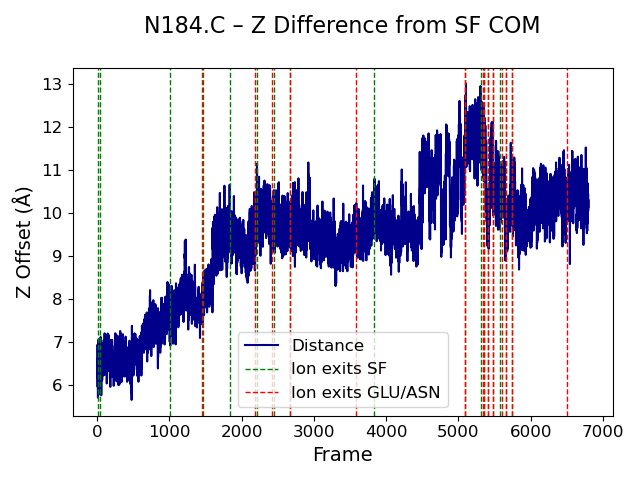 N184.C – Z Difference from SF COM
Z Offset (Å)
13
12
11
10
9
8
7
6
Distance
Ion exits SF
Ion exits GLU/ASN
0 1000 2000 3000 4000 5000 6000 7000
Frame